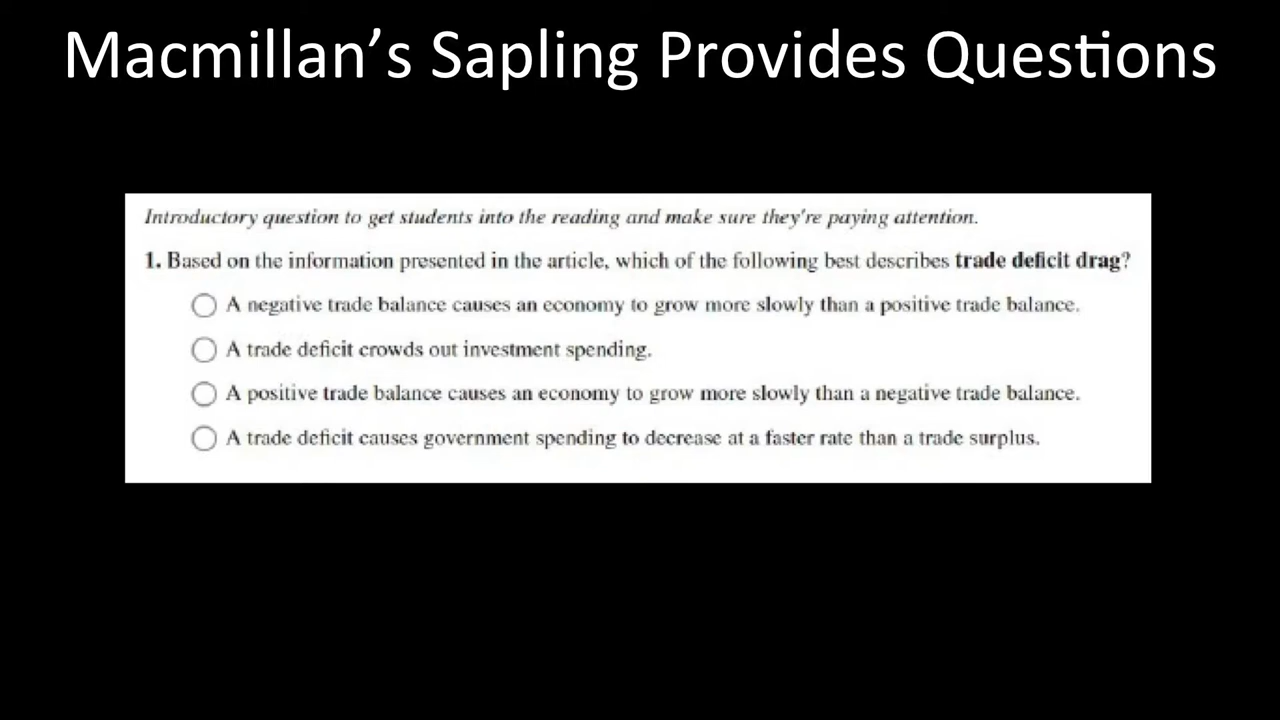 Macmillan’s Sapling Provides Questions
Introductory question to get students into the reading and make sure they're paying attention.
1. Based on the information presented in the article, which of the following best describes trade deficit drag?
A negative trade balance causes an economy to grow more slowly than a positive trade balance.
A trade deficit crowds out investment spending.
A positive trade balance causes an economy to grow more slowly than a negative trade balance.
A trade deficit causes government spending to decrease at a faster rate than a trade surplus.